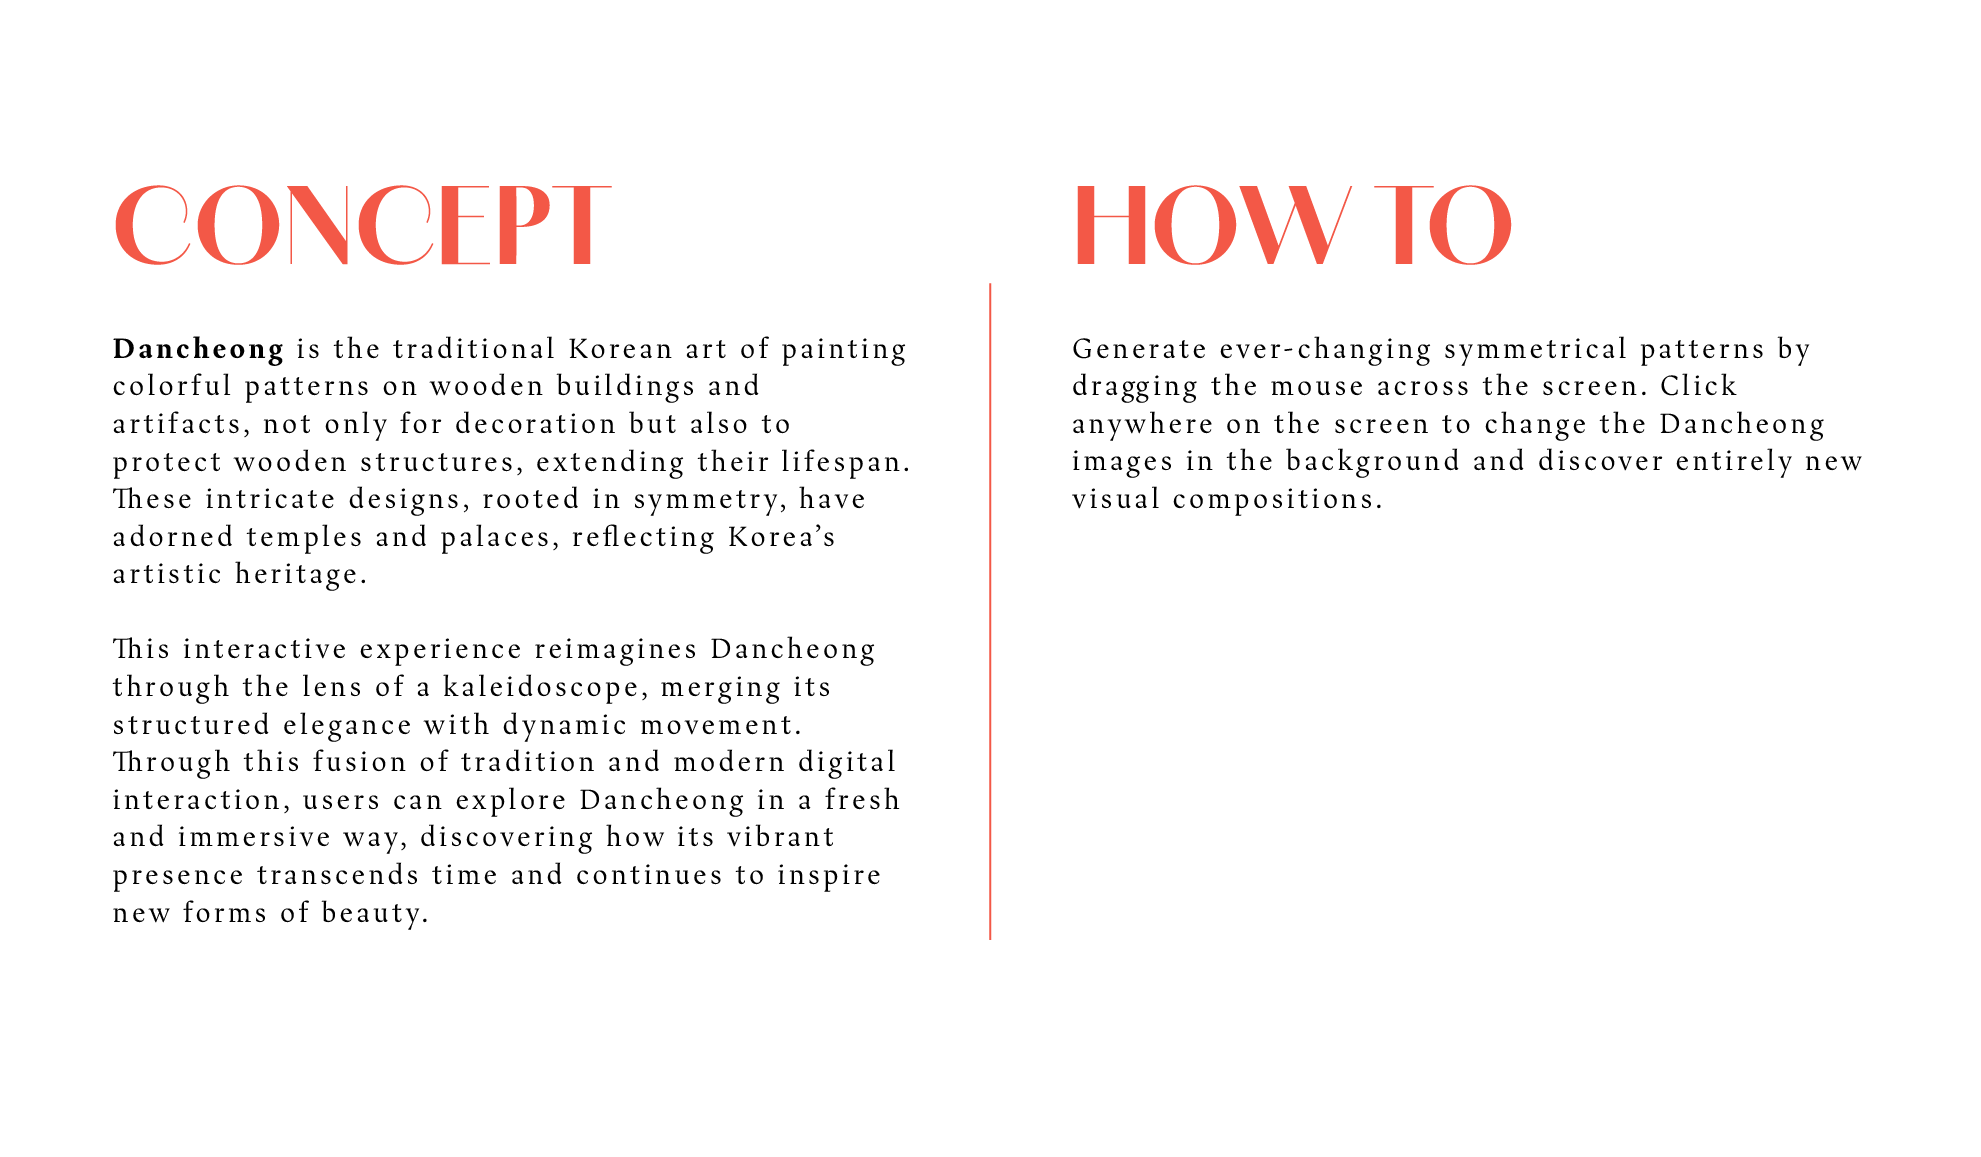 CONCEPT
Dancheong is the traditional Korean art of painting
colorful patterns on wooden buildings and
artifacts, not only for decoration but also to
protect wooden structures, extending their lifespan.
These intricate designs, rooted in symmetry, have
adorned temples and palaces, reflecting Korea’s
artistic heritage.
This interactive experience reimagines Dancheong
through the lens of a kaleidoscope, merging its
structured elegance with dynamic movement.
Through this fusion of tradition and modern digital
interaction, users can explore Dancheong in a fresh
and immersive way, discovering how its vibrant
presence transcends time and continues to inspire
new forms of beauty.
HOW TO
Generate ever-changing symmetrical patterns by
dragging the mouse across the screen. Click
anywhere on the screen to change the Dancheong
images in the background and discover entirely new
visual compositions.